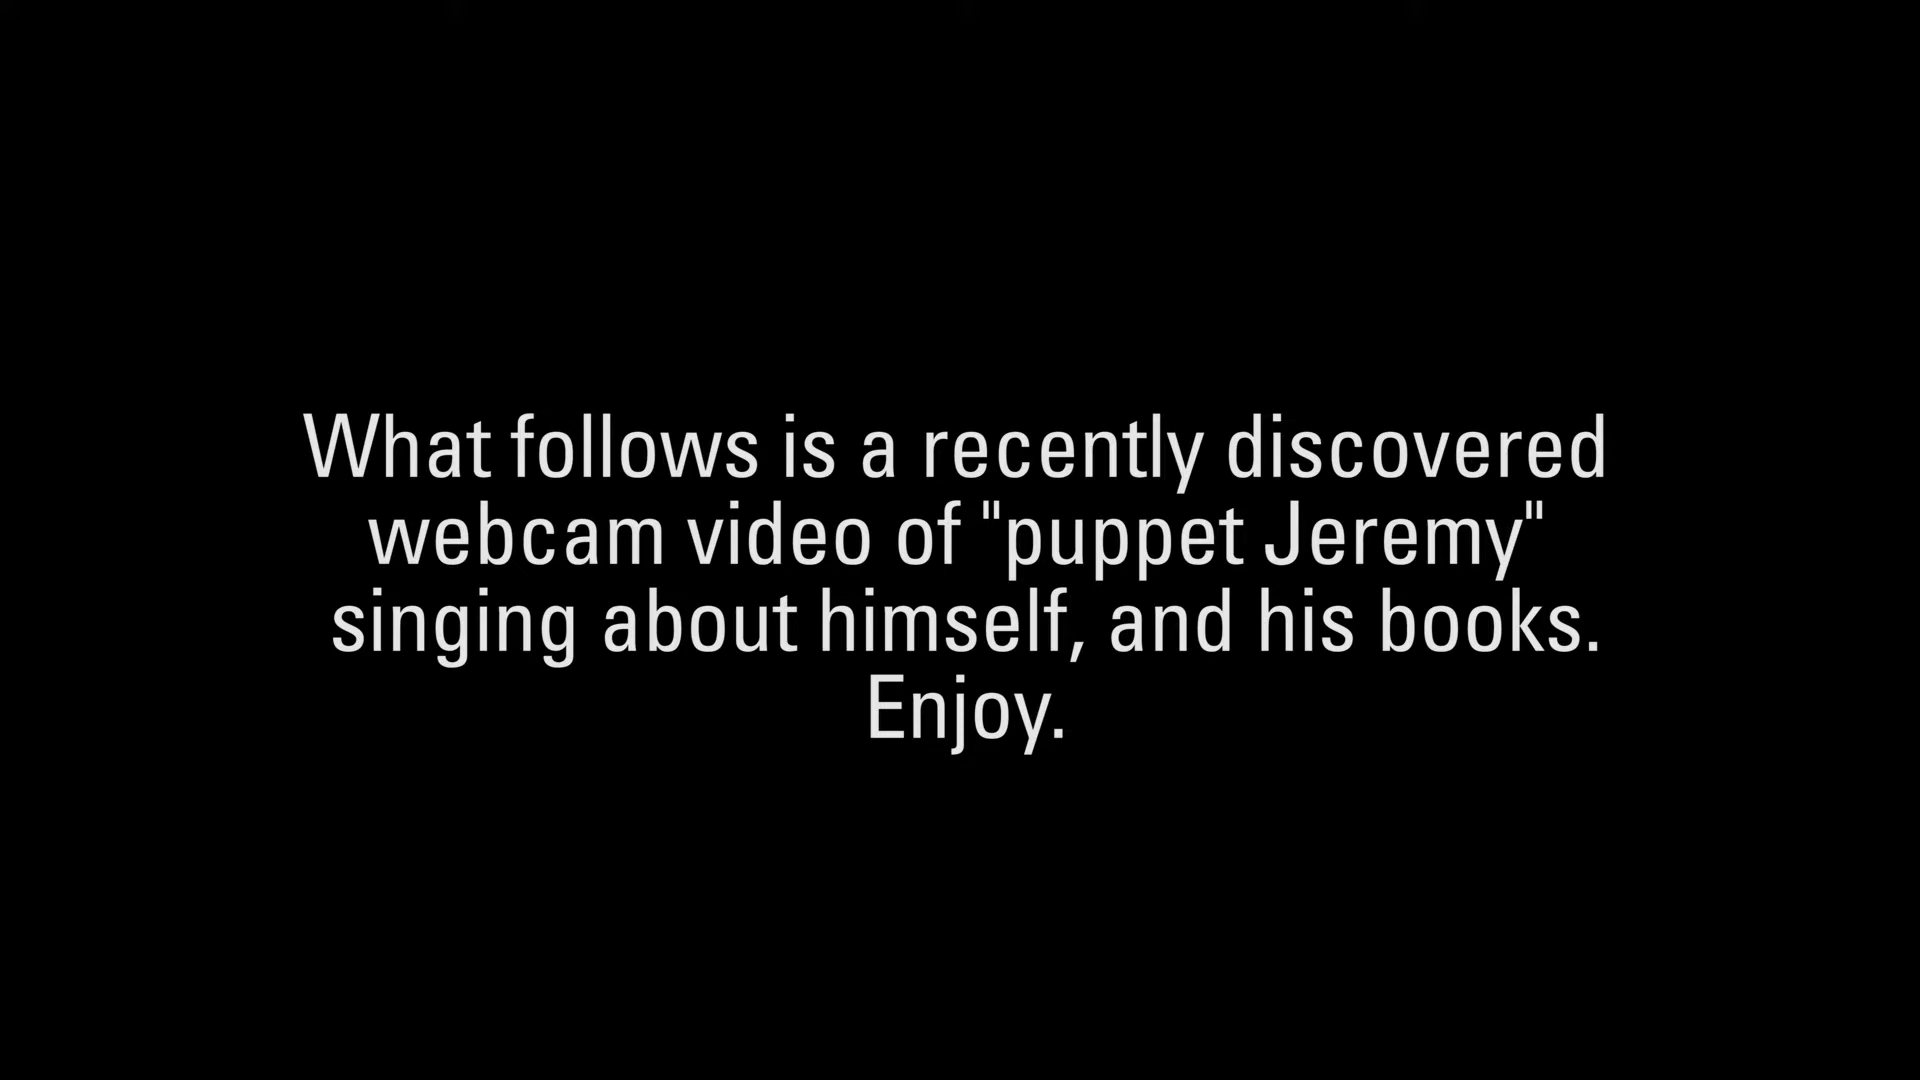 What follows is a recently discovered
webcam video of "puppet Jeremy"
singing about himself, and his books.
Enjoy.